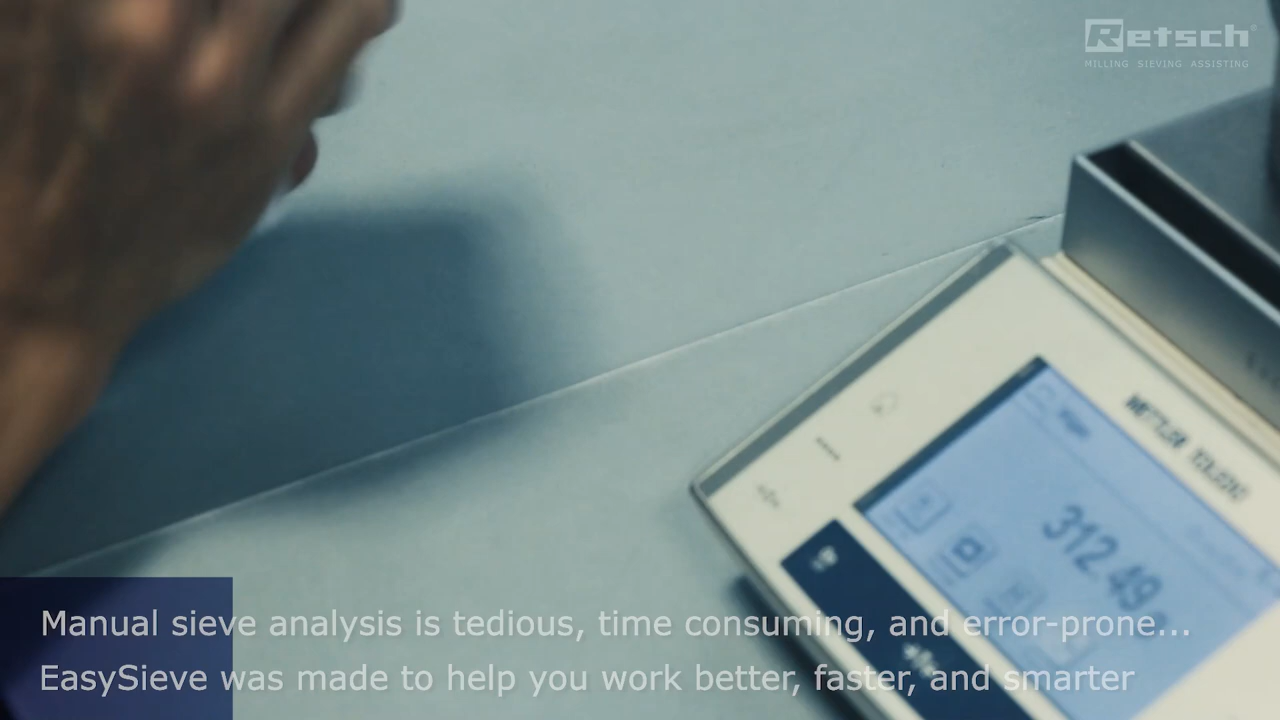 Retsch®
MILLING SIEVING ASSISTING
METTLER TOLEDO
312.49 g
Manual sieve analysis is tedious, time consuming, and error-prone...
EasySieve was made to help you work better, faster, and smarter